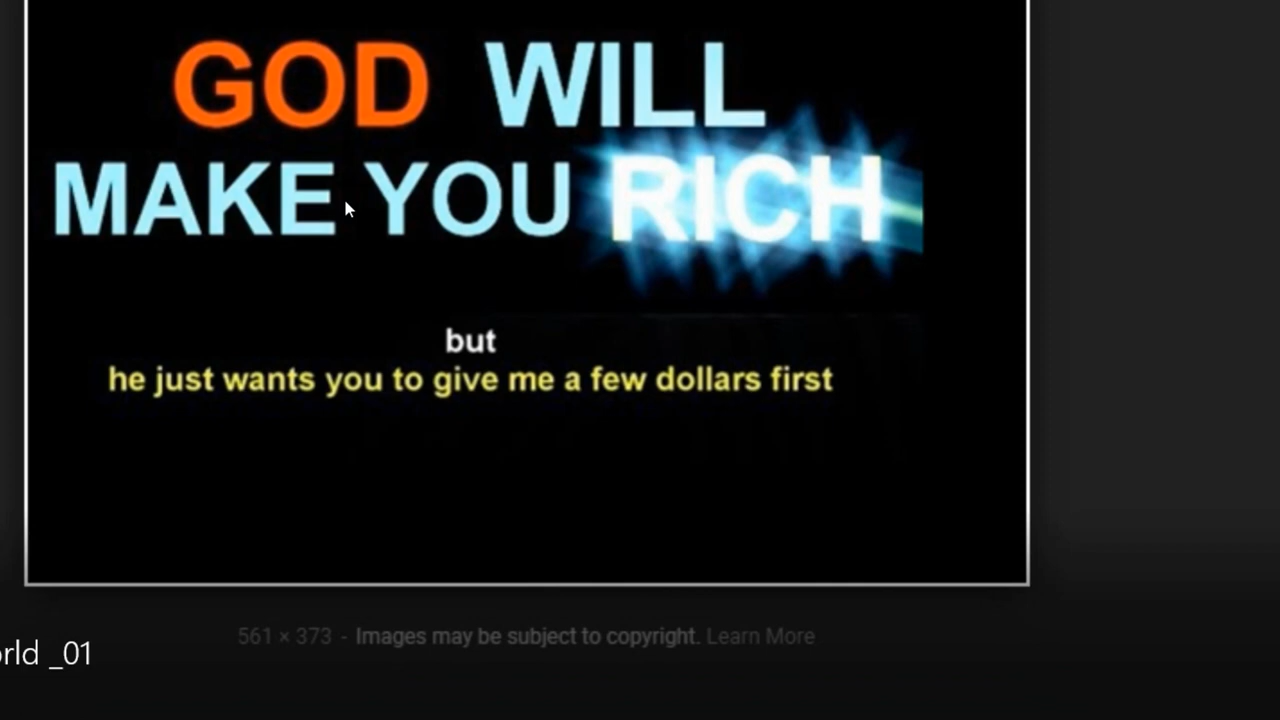 GOD WILL
MAKE YOU RICH
but
he just wants you to give me a few dollars first
561 × 373 - Images may be subject to copyright. Learn More
_01